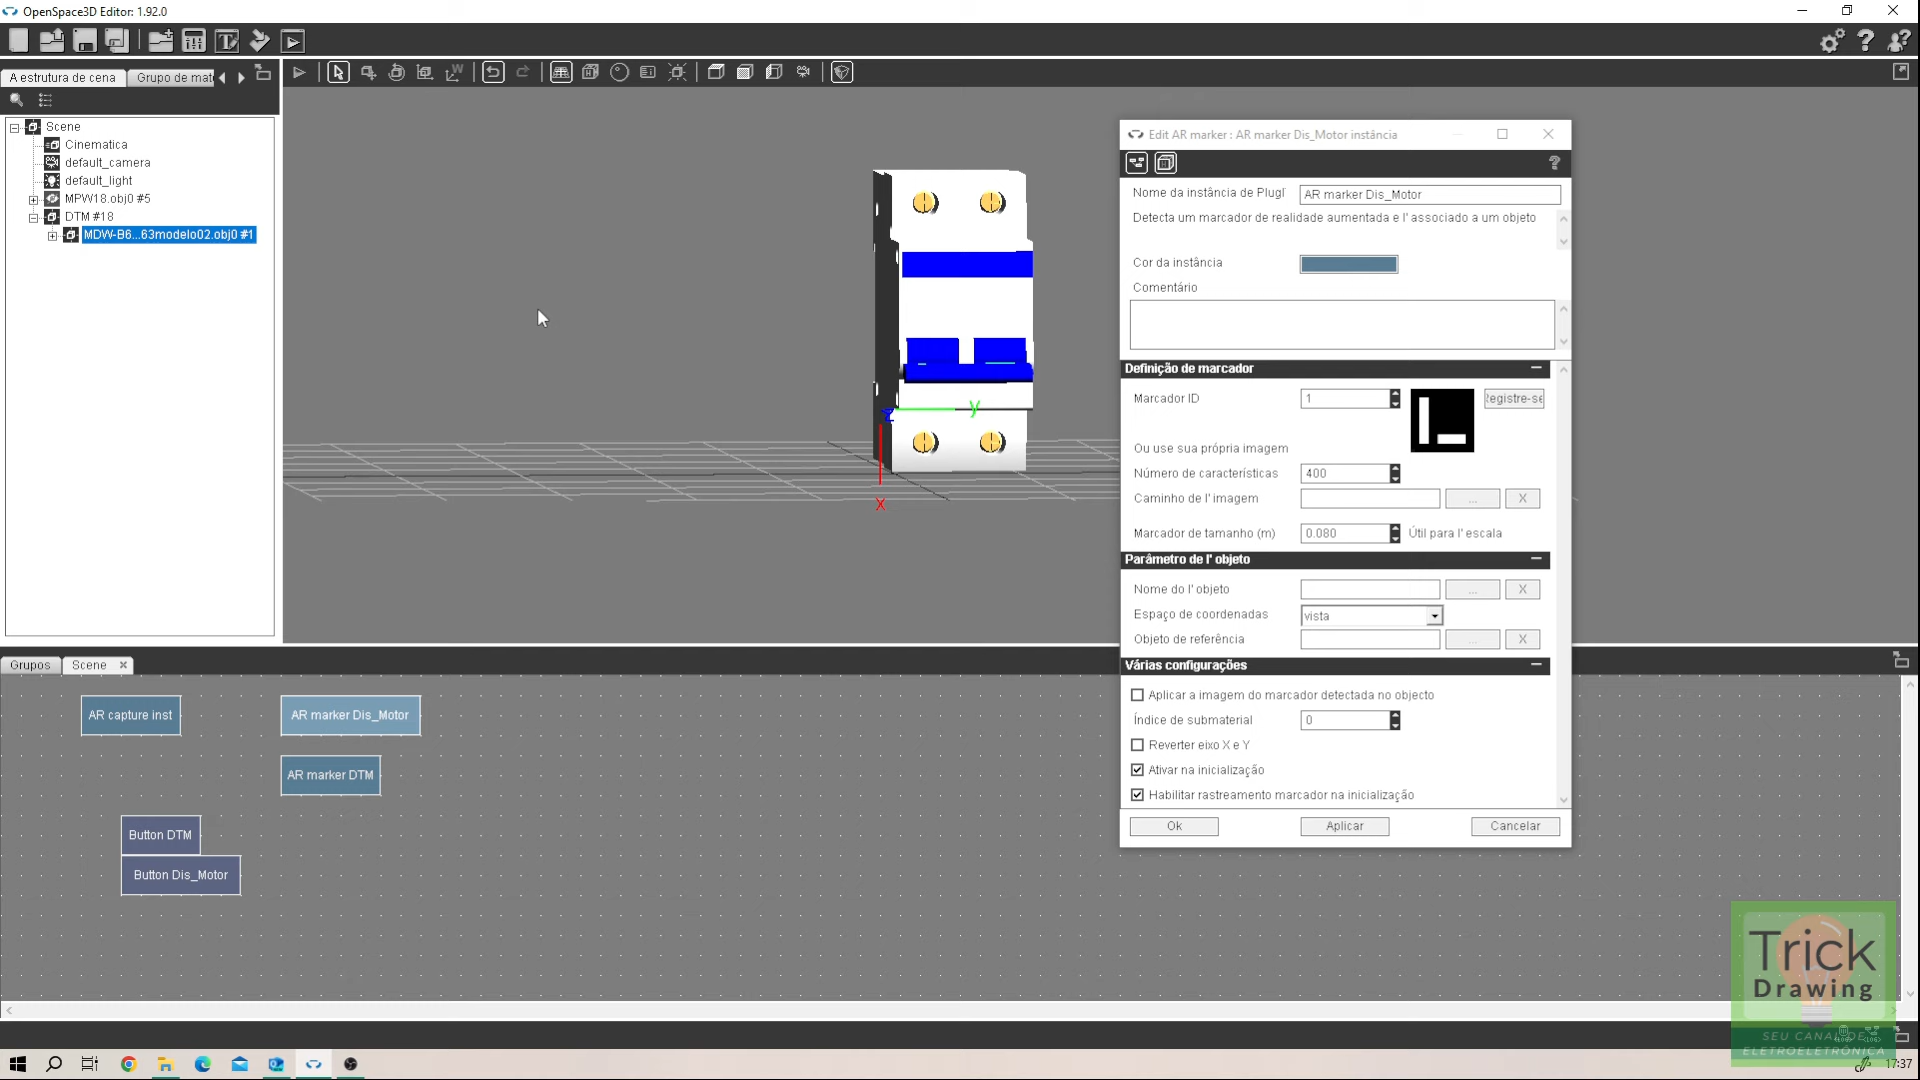 OpenSpace3D Editor: 1.92.0
A estrutura de cena
Grupo de mat
Scene
Cinematica
default_camera
default_light
MPW18.obj0 #5
DTM #18
MDW-B6...63modelo02.obj0 #1
Z
y
X
Edit AR marker : AR marker Dis_Motor instância
?
Nome da instância de PlugI
AR marker Dis_Motor
Detecta um marcador de realidade aumentada e l' associado a um objeto
Cor da instância
Comentário
Definição de marcador
Marcador ID
1
Registre-se
Ou use sua própria imagem
Número de características
400
Caminho de l' imagem
...
X
Marcador de tamanho (m)
0.080
Útil para l' escala
Parâmetro de l' objeto
Nome do l' objeto
...
X
Espaço de coordenadas
vista
Objeto de referência
...
X
Várias configurações
Aplicar a imagem do marcador detectada no objecto
Índice de submaterial
0
Reverter eixo X e Y
Ativar na inicialização
Habilitar rastreamento marcador na inicialização
Ok
Aplicar
Cancelar
Grupos
Scene
AR capture inst
AR marker Dis_Motor
AR marker DTM
Button DTM
Button Dis_Motor
Trick
Drawing
SEU CANAL DE
ELETROELETRÔNICA
17:37